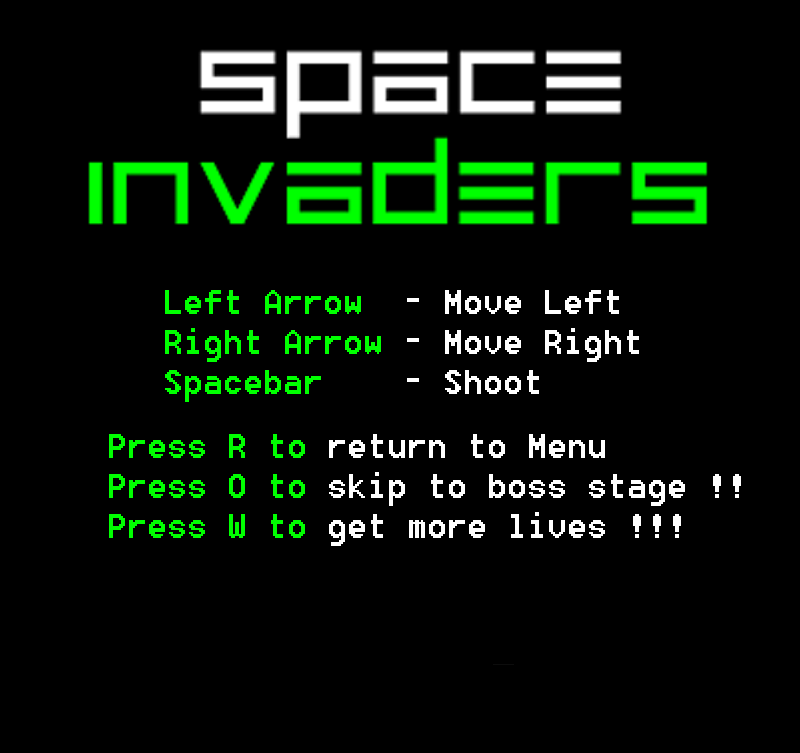 space
invaders
Left Arrow - Move Left
Right Arrow - Move Right
Spacebar - Shoot
Press R to return to Menu
Press O to skip to boss stage !!
Press W to get more lives !!!